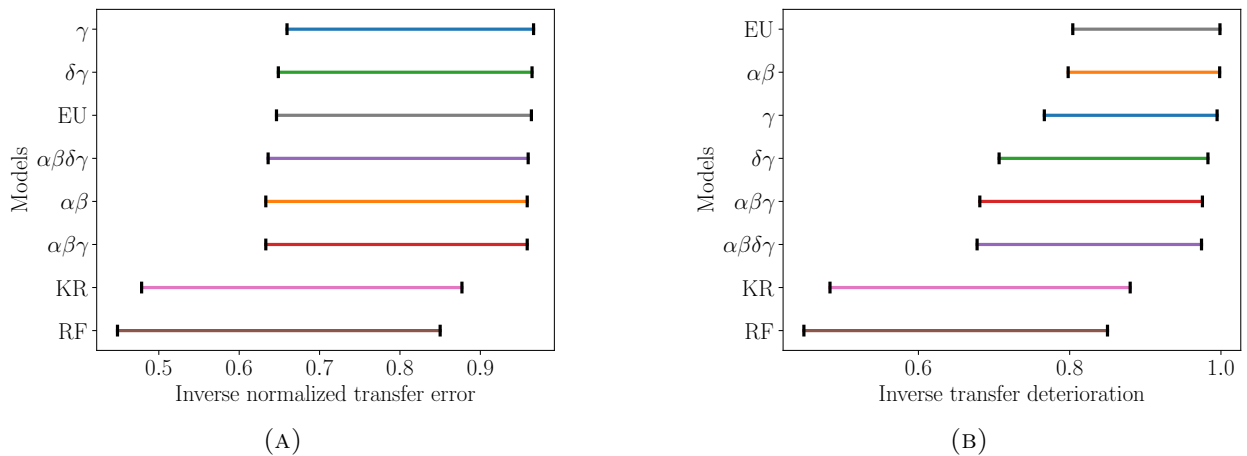 Models
γ
δγ
EU
αβδγ
αβ
αβγ
KR
RF
0.5 0.6 0.7 0.8 0.9
Inverse normalized transfer error
(A)
Models
EU
αβ
γ
δγ
αβγ
αβδγ
KR
RF
0.6 0.8 1.0
Inverse transfer deterioration
(B)